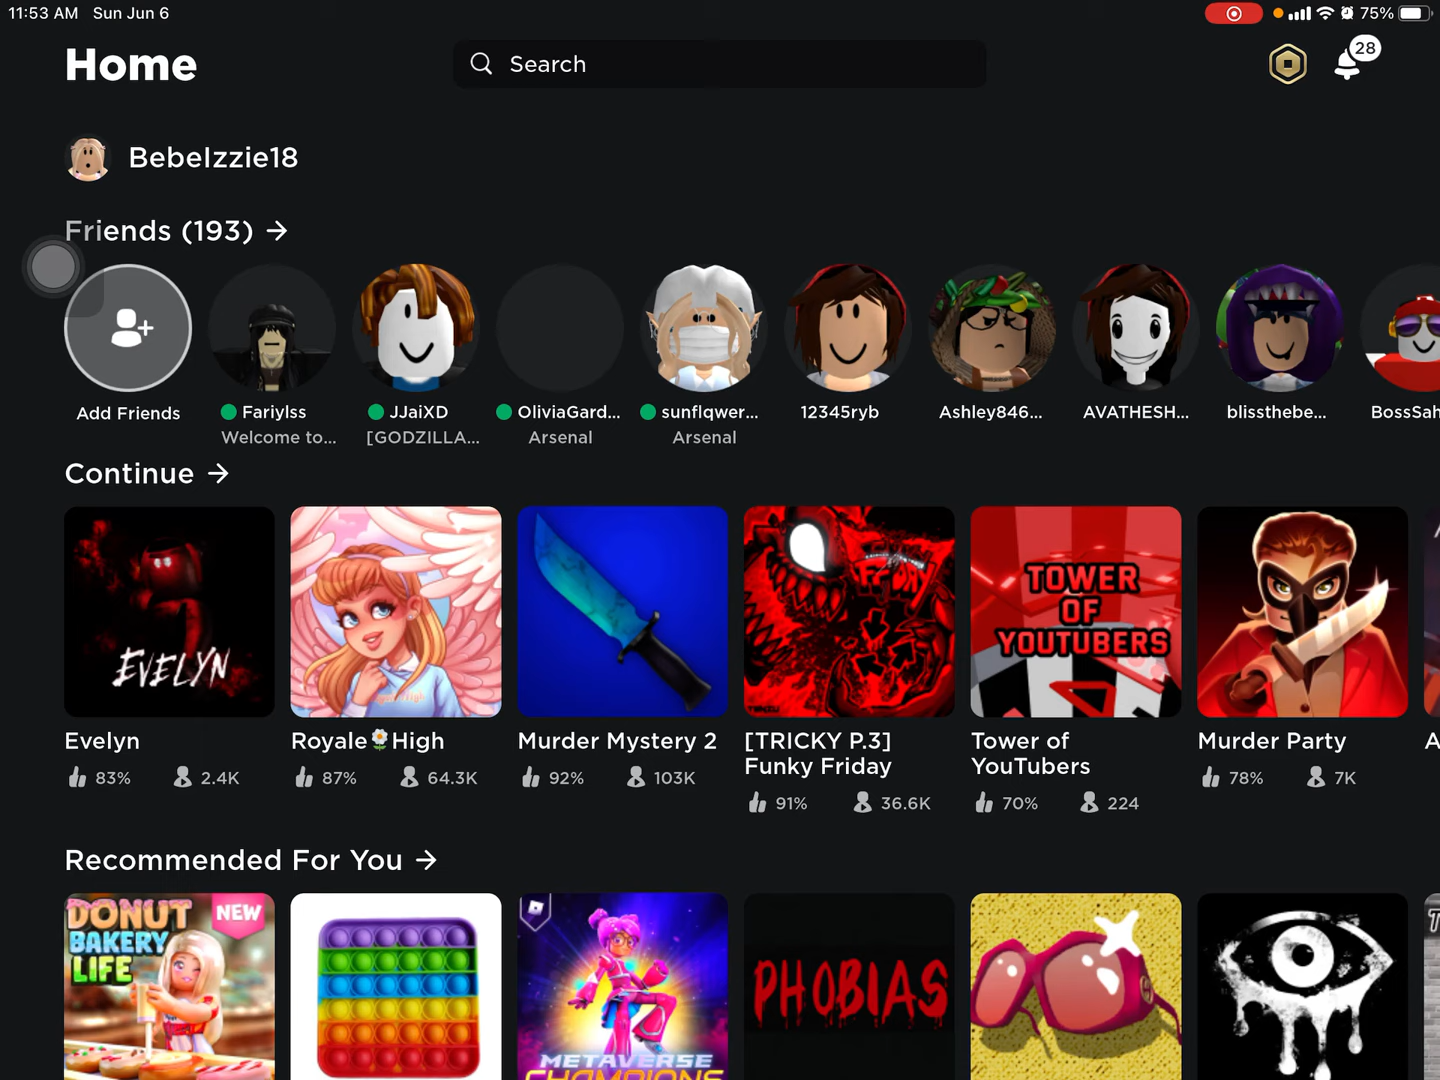 11:53 AM Sun Jun 6
75%
Home
Search
28
BebeIzzie18
Friends (193)
Add Friends
Fariylss
Welcome to...
JJaiXD
[GODZILLA...
OliviaGard...
Arsenal
sunflqwer...
Arsenal
12345ryb
Ashley846...
AVATHESH...
blissthebe...
BossSah
Continue
EVELYN
TOWER
OF
YOUTUBERS
Evelyn
83% 2.4K
Royale🌼High
87% 64.3K
Murder Mystery 2
92% 103K
[TRICKY P.3]
Funky Friday
91% 36.6K
Tower of
YouTubers
70% 224
Murder Party
78% 7K
Recommended For You
DONUT
BAKERY
LIFE
NEW
METAVERSE
CHAMPIONS
PHOBIAS